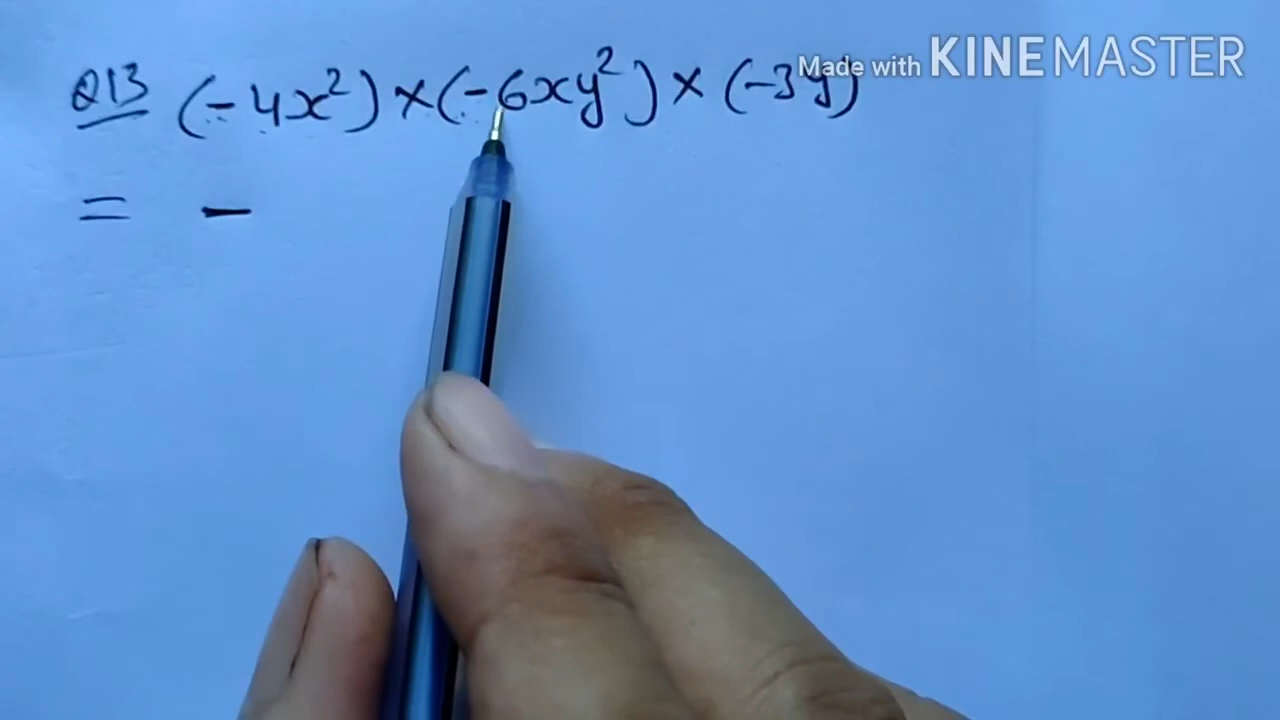 Q13 (-4x²) × (-6xy²) × (-3y)
= -
Made with KINEMASTER